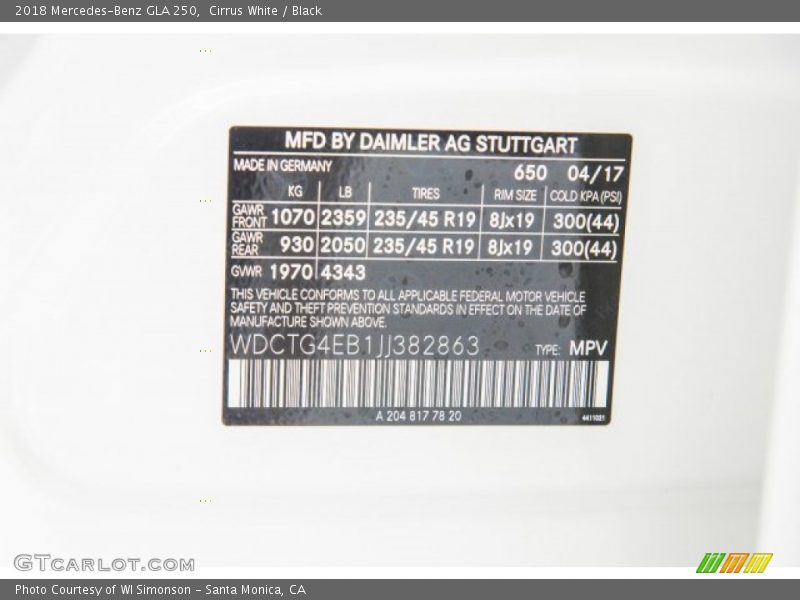 2018 Mercedes-Benz GLA 250,  Cirrus White / Black
MFD BY DAIMLER AG STUTTGART
MADE IN GERMANY 650 04/17
KG LB TIRES RIM SIZE COLD KPA (PSI)
GAWR FRONT 1070 2359 235/45 R19 8Jx19 300(44)
GAWR REAR 930 2050 235/45 R19 8Jx19 300(44)
GVWR 1970 4343
THIS VEHICLE CONFORMS TO ALL APPLICABLE FEDERAL MOTOR VEHICLE
SAFETY AND THEFT PREVENTION STANDARDS IN EFFECT ON THE DATE OF
MANUFACTURE SHOWN ABOVE.
WDCTG4EB1JJ382863 TYPE: MPV
A 204 817 78 20 4411021
GTCARLOT.COM
Photo Courtesy of WI Simonson - Santa Monica, CA